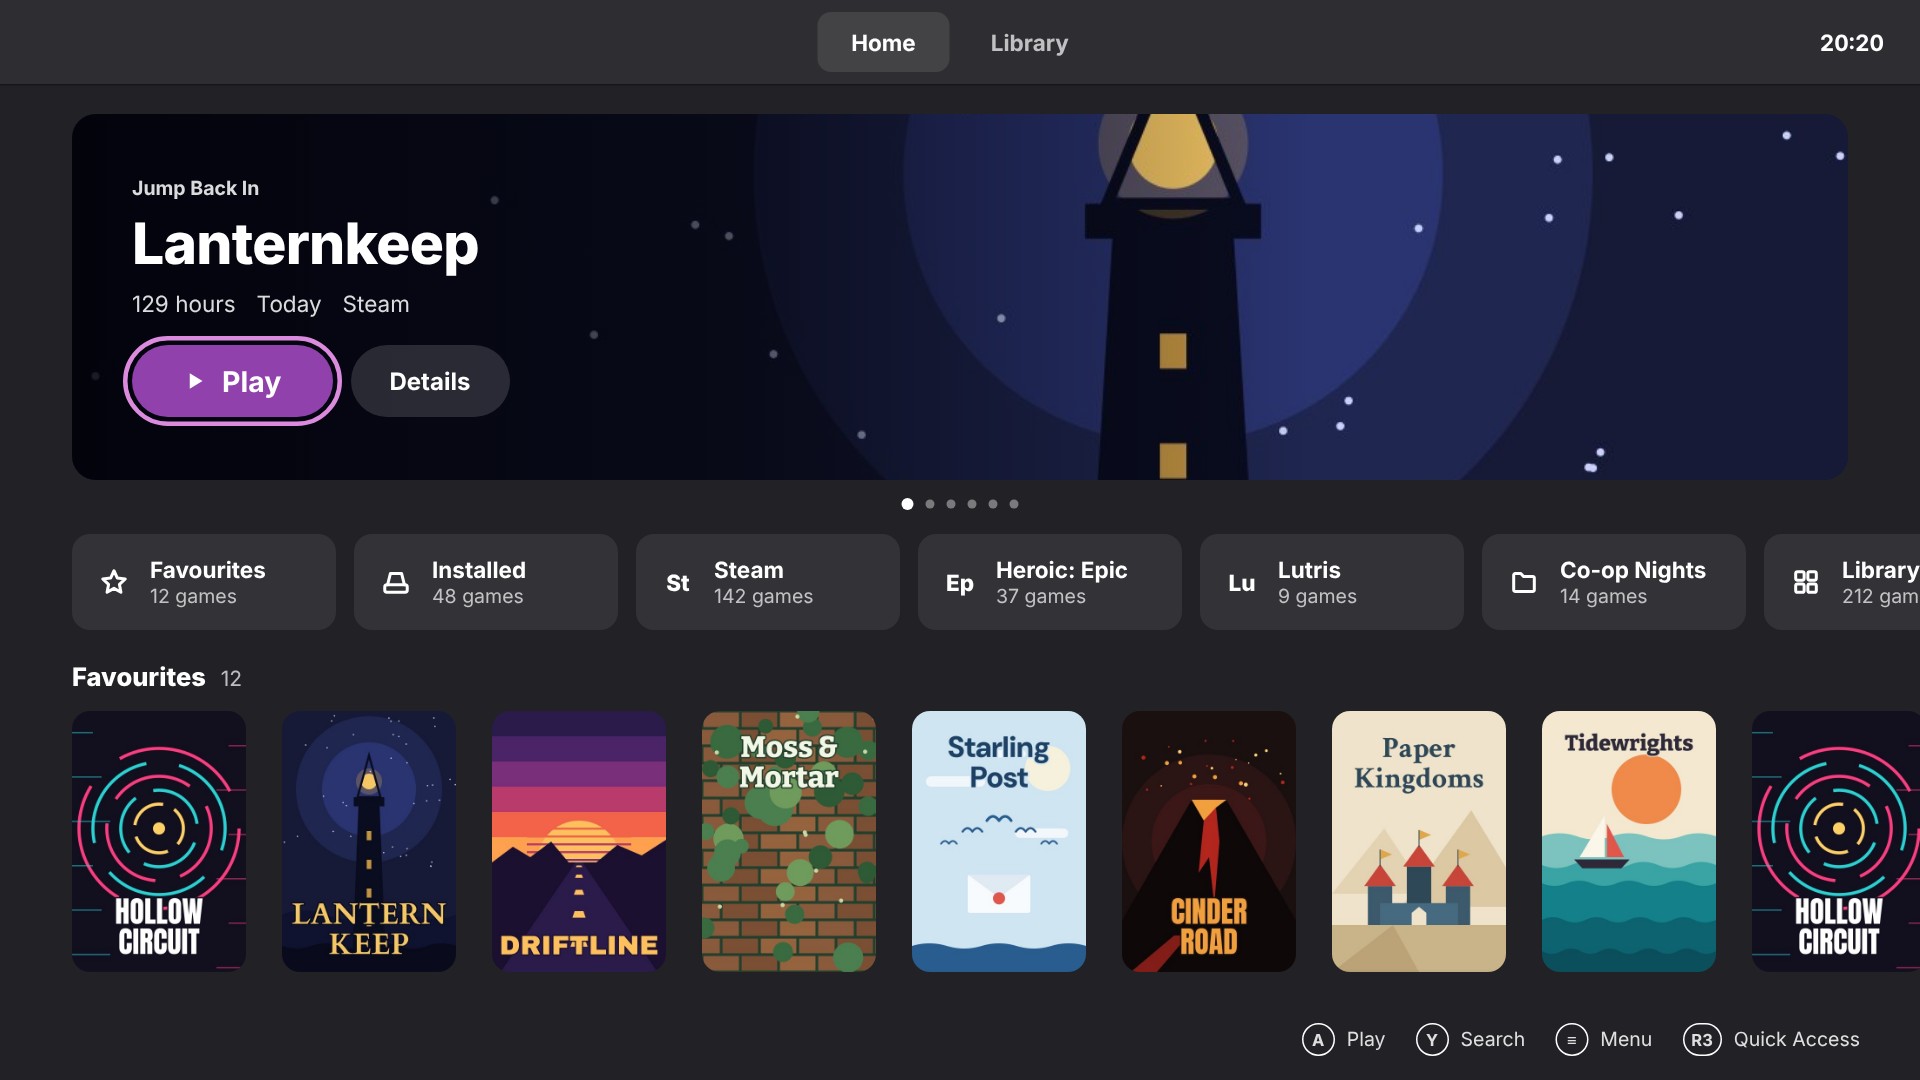 Home
Library
20:20
Jump Back In
Lanternkeep
129 hours Today Steam
Play
Details
Favourites
12 games
Installed
48 games
St
Steam
142 games
Ep
Heroic: Epic
37 games
Lu
Lutris
9 games
Co-op Nights
14 games
Library
212 gam
Favourites 12
HOLLOW
CIRCUIT
LANTERN
KEEP
DRIFTLINE
Moss &
Mortar
Starling
Post
CINDER
ROAD
Paper
Kingdoms
Tidewrights
HOLLOW
CIRCUIT
A Play
Y Search
≡ Menu
R3 Quick Access